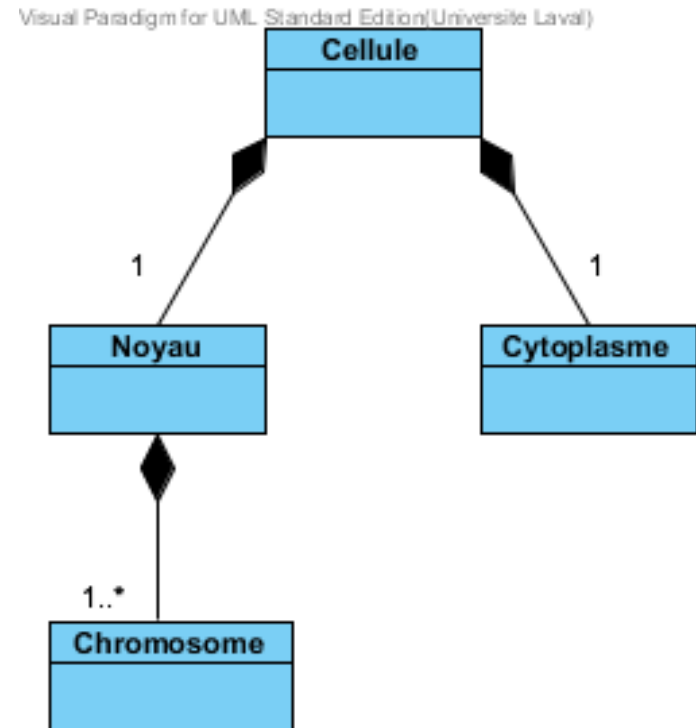 Visual Paradigm for UML Standard Edition(Universite Laval)
Cellule
1
1
Noyau
Cytoplasme
1..*
Chromosome